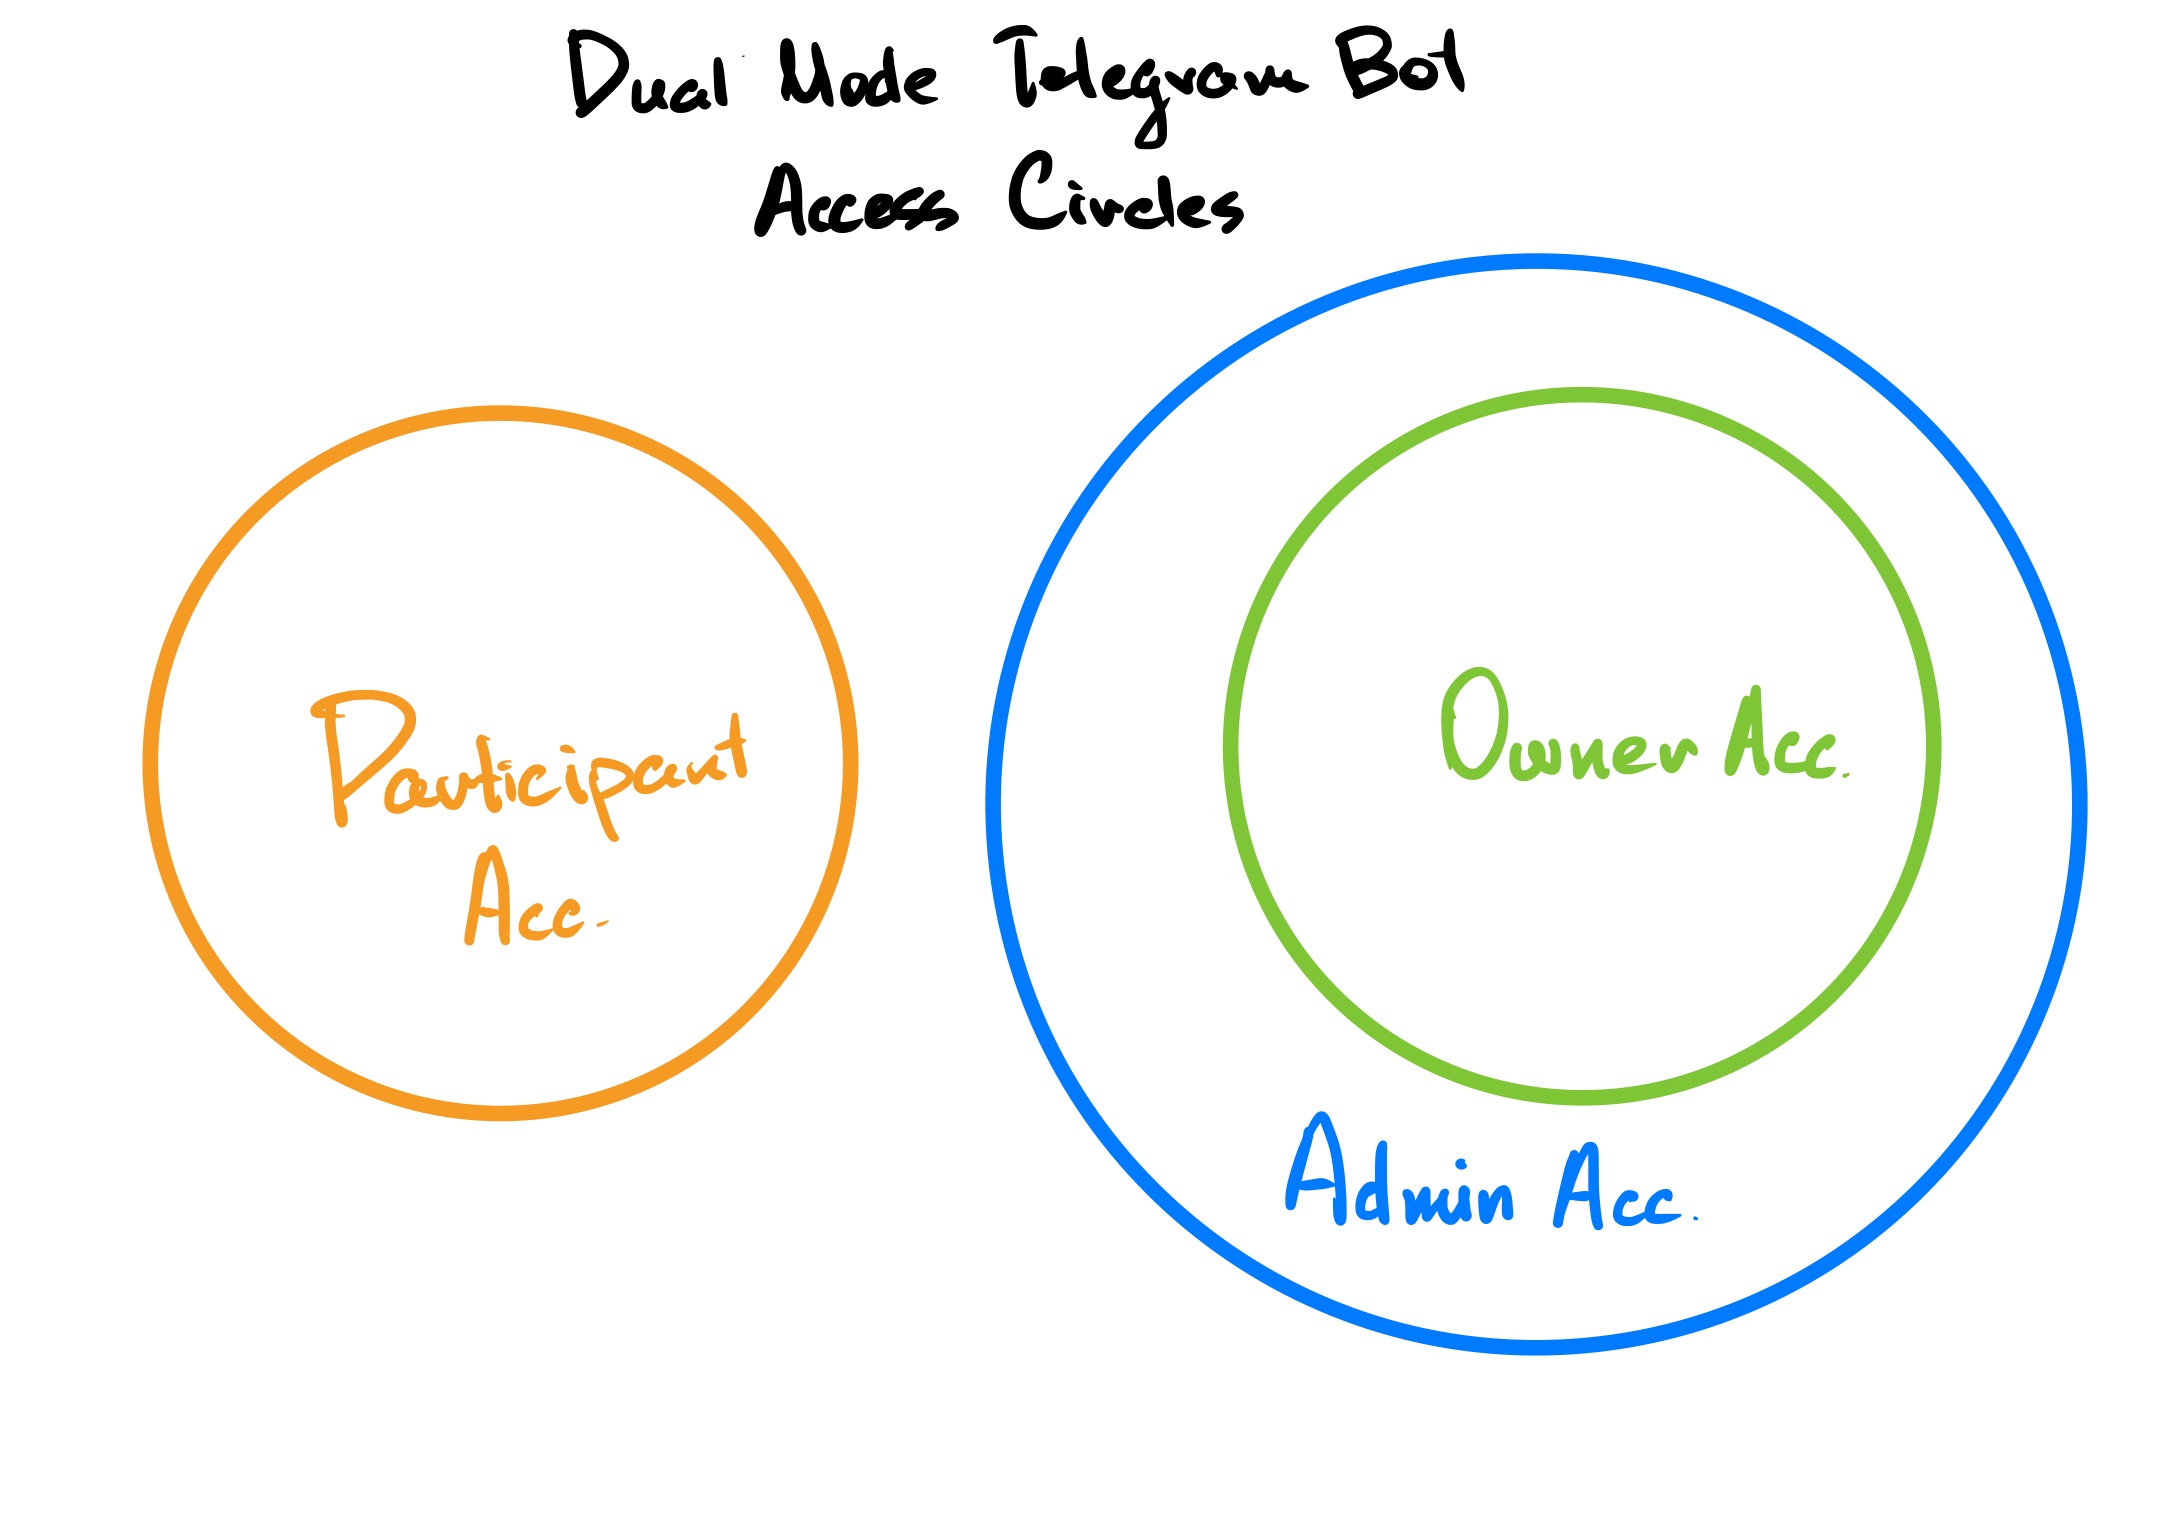 Dual Mode Telegram Bot
Access Circles
Participant
Acc.
Owner Acc.
Admin Acc.